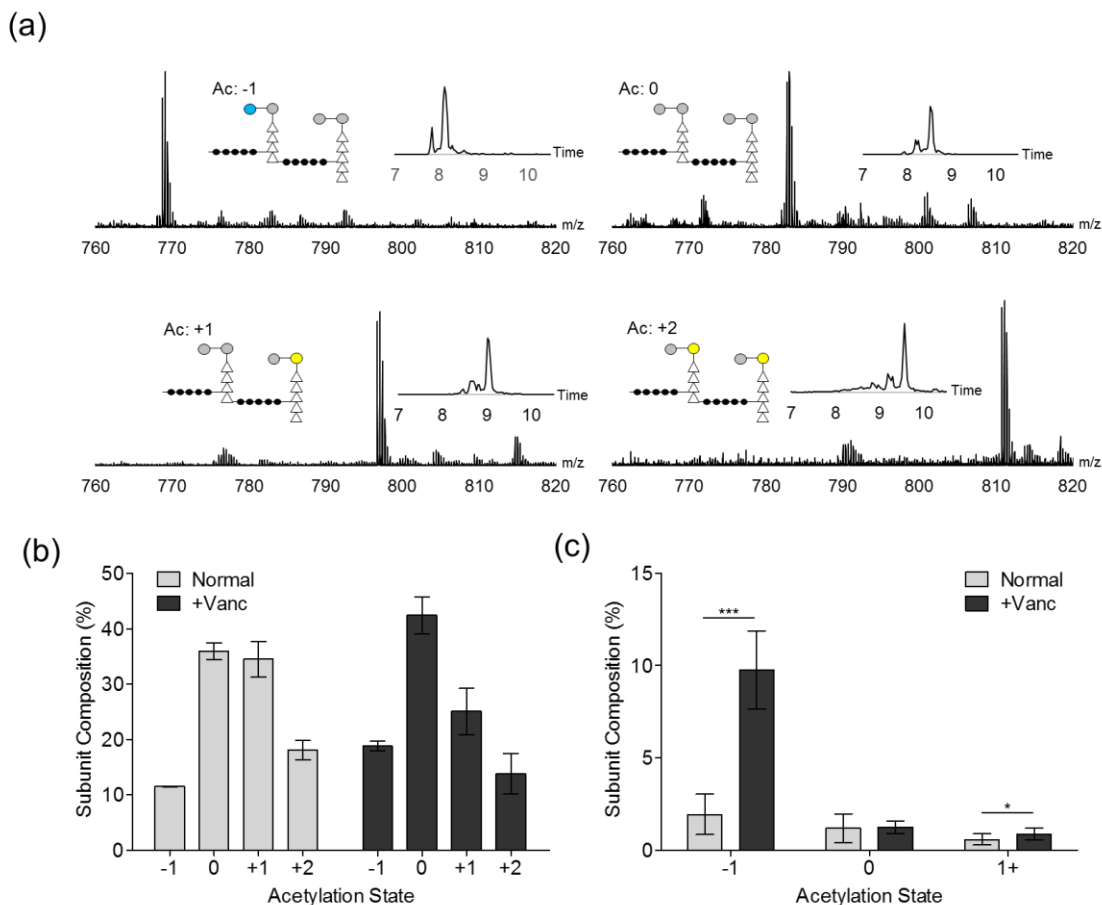 (a)
Ac: -1
Time
7 8 9 10
m/z
760 770 780 790 800 810 820
Ac: 0
Time
7 8 9 10
m/z
760 770 780 790 800 810 820
Ac: +1
Time
7 8 9 10
m/z
760 770 780 790 800 810 820
Ac: +2
Time
7 8 9 10
m/z
760 770 780 790 800 810 820
(b)
Normal
+Vanc
Subunit Composition (%)
50
40
30
20
10
0
-1 0 +1 +2 -1 0 +1 +2
Acetylation State
(c)
Normal
+Vanc
Subunit Composition (%)
15
10
5
0
***
*
-1 0 1+
Acetylation State